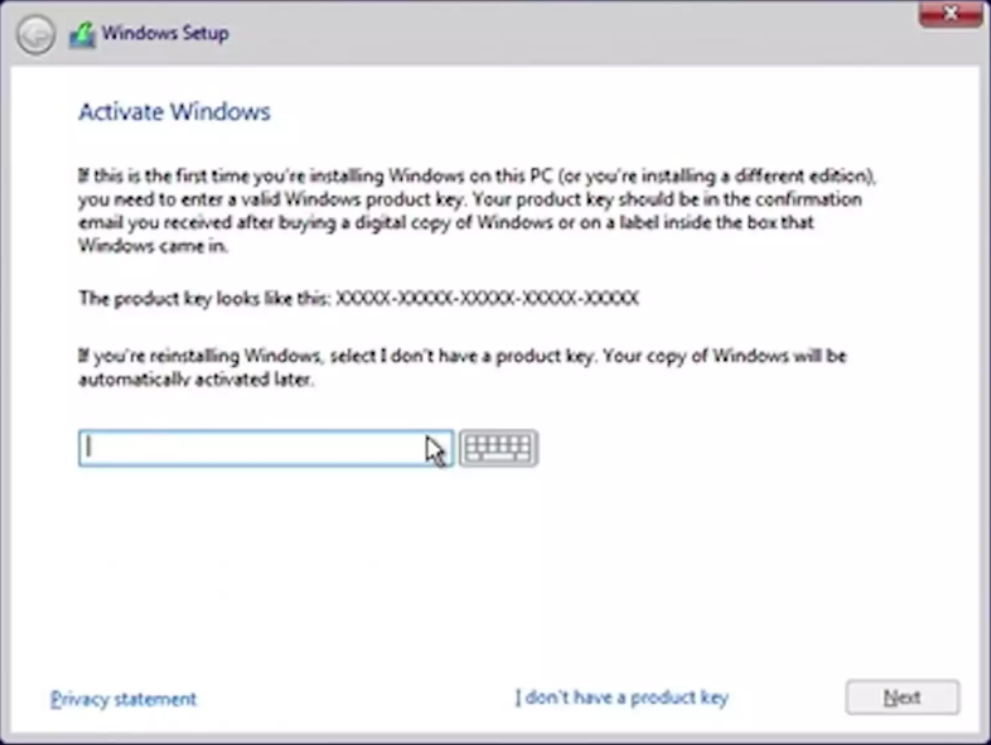 Windows Setup
Activate Windows
If this is the first time you're installing Windows on this PC (or you're installing a different edition),
you need to enter a valid Windows product key. Your product key should be in the confirmation
email you received after buying a digital copy of Windows or on a label inside the box that
Windows came in.
The product key looks like this: XXXXX-XXXXX-XXXXX-XXXXX-XXXXX
If you're reinstalling Windows, select I don't have a product key. Your copy of Windows will be
automatically activated later.
Privacy statement
I don't have a product key
Next